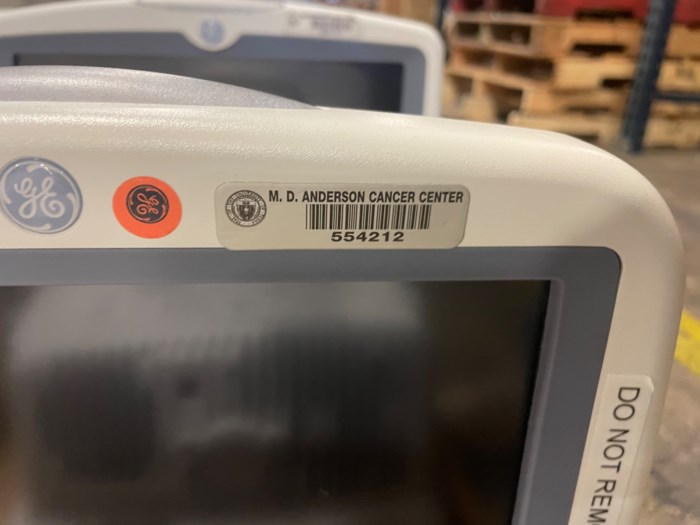 M. D. ANDERSON CANCER CENTER
554212
DO NOT REM